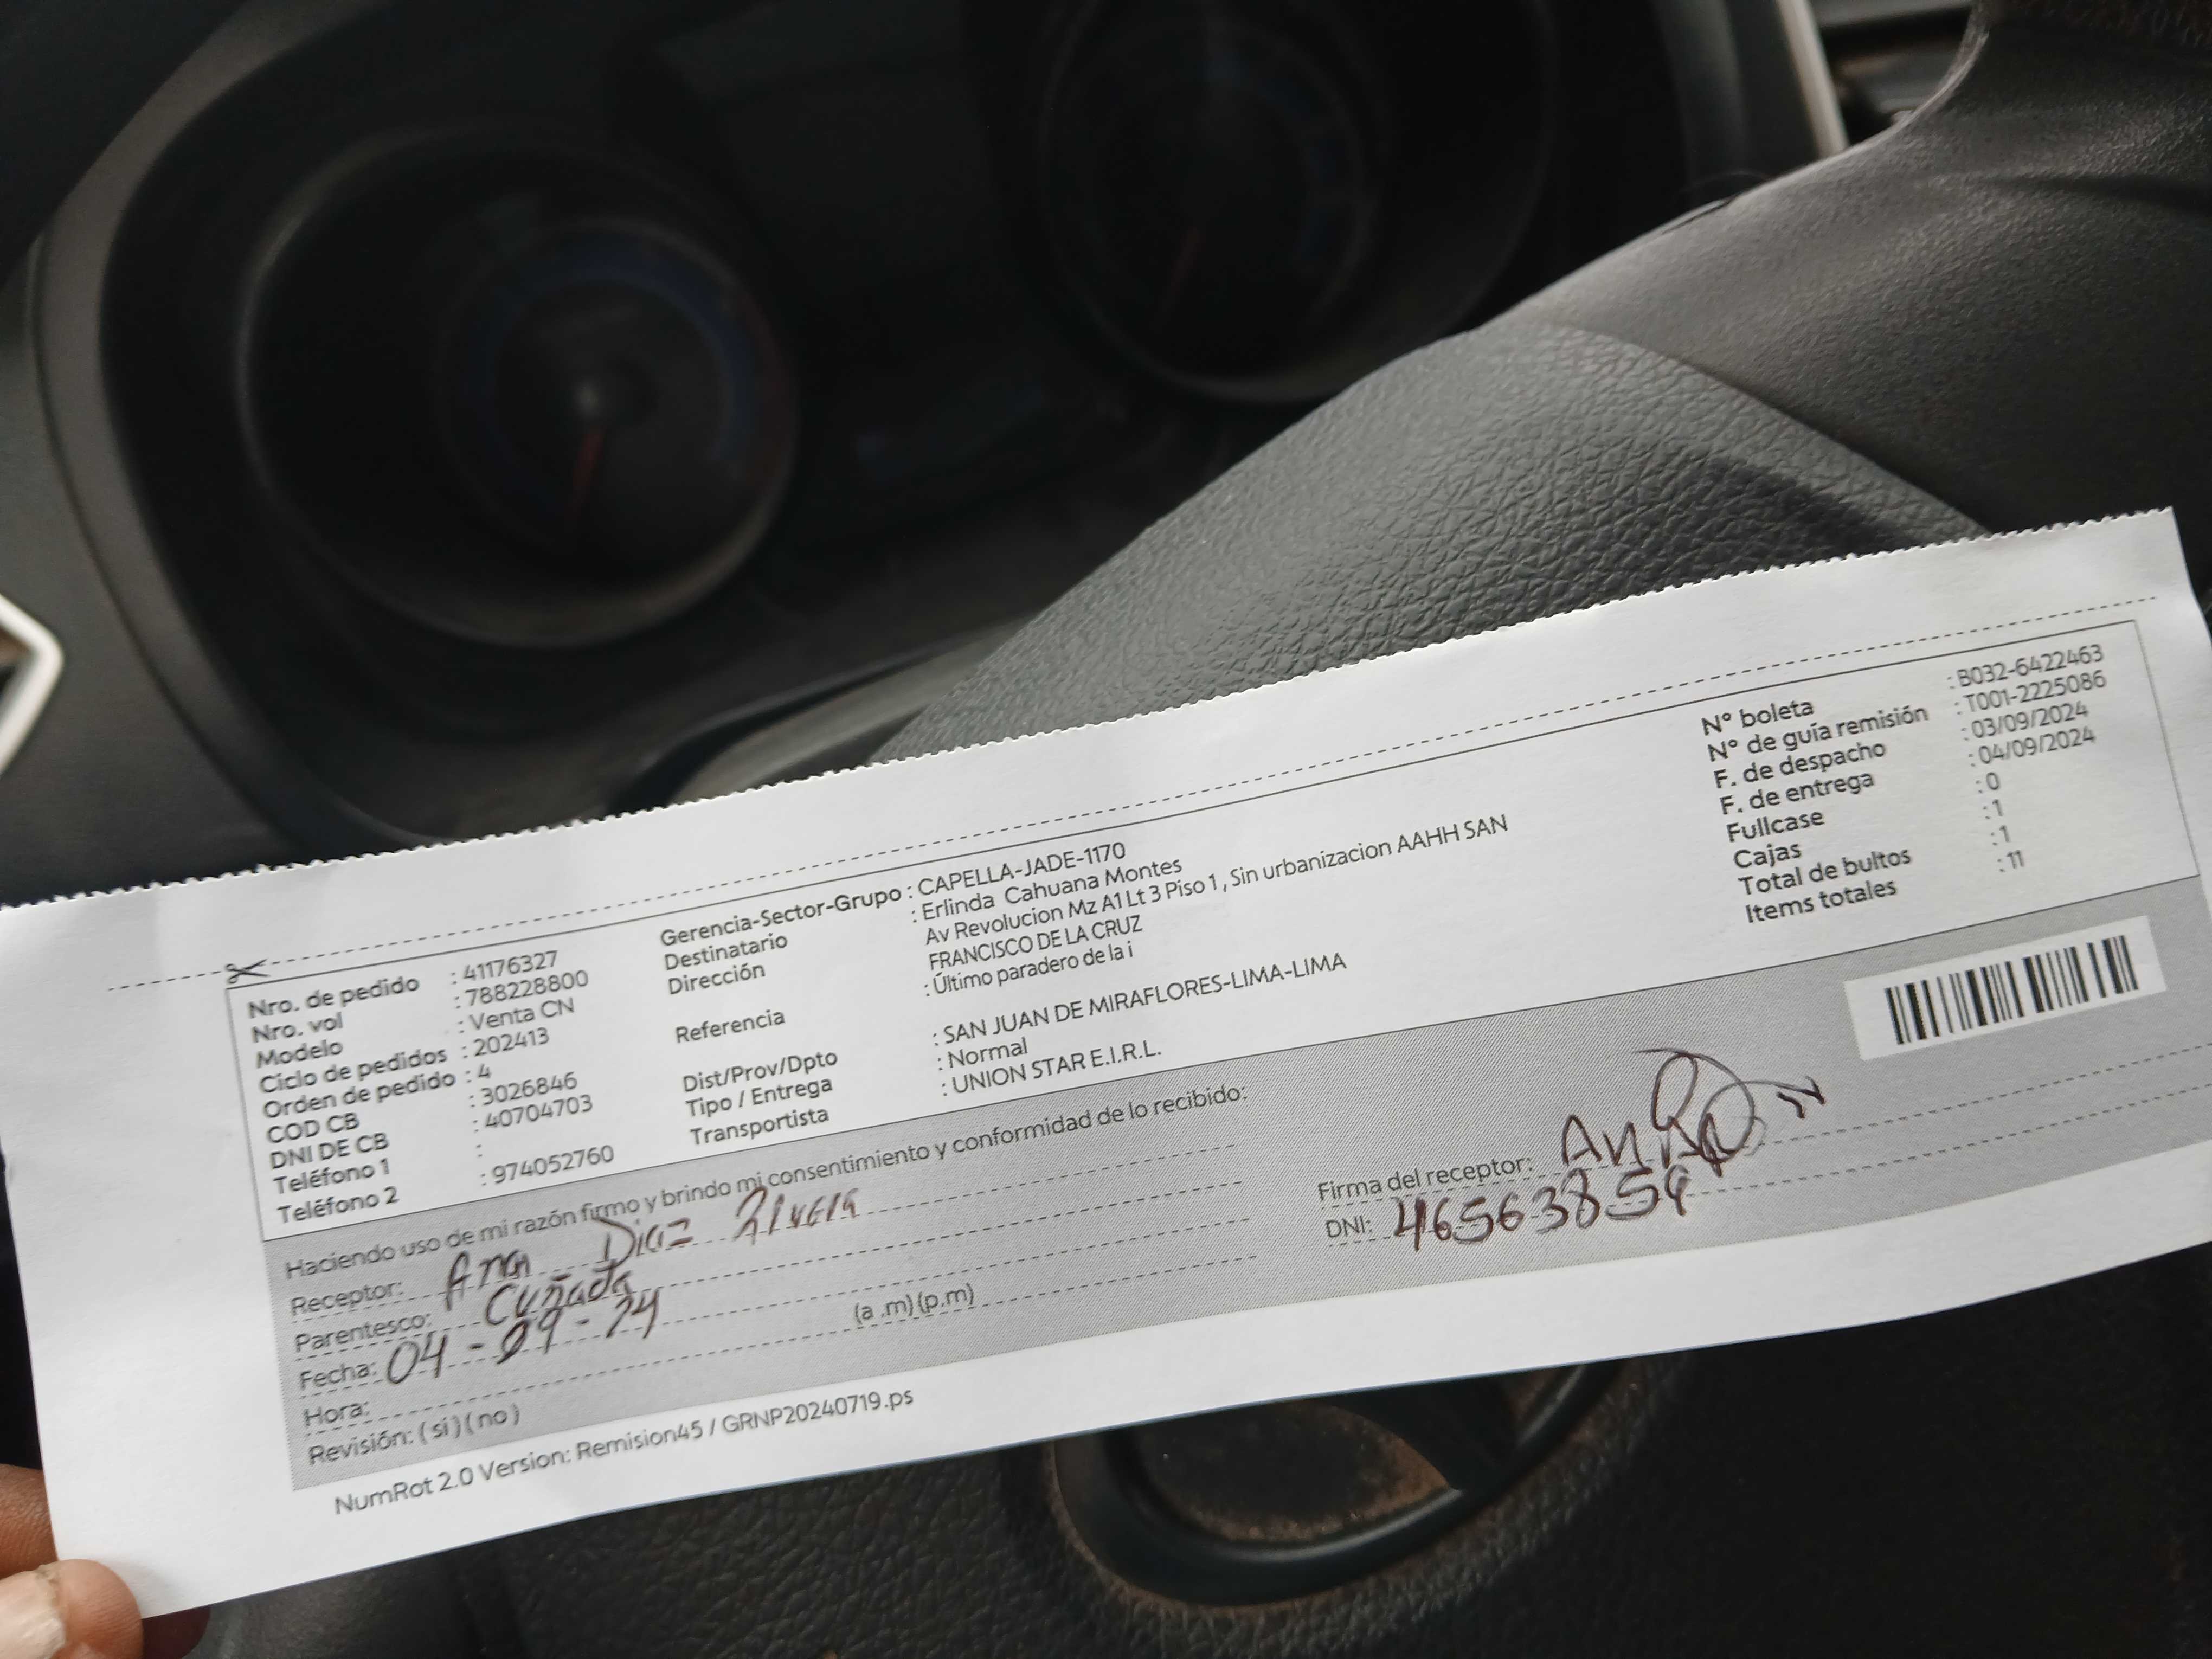 Nro. de pedido : 41176327
Nro. vol : 788228800
Modelo : Venta CN
Ciclo de pedidos : 202413
Orden de pedido : 4
COD CB : 3026846
DNI DE CB : 40704703
Teléfono 1 :
Teléfono 2 : 974052760
Gerencia-Sector-Grupo : CAPELLA-JADE-1170
Destinatario : Erlinda Cahuana Montes
Dirección Av Revolucion Mz A1 Lt 3 Piso 1 , Sin urbanizacion AAHH SAN
FRANCISCO DE LA CRUZ
Referencia : Último paradero de la i
Dist/Prov/Dpto : SAN JUAN DE MIRAFLORES-LIMA-LIMA
Tipo / Entrega : Normal
Transportista : UNION STAR E.I.R.L.
N° boleta : B032-6422463
N° de guía remisión : T001-2225086
F. de despacho : 03/09/2024
F. de entrega : 04/09/2024
Fullcase : 0
Cajas : 1
Total de bultos : 1
Items totales : 11
Haciendo uso de mi razón firmo y brindo mi consentimiento y conformidad de lo recibido:
Receptor: Ana Diaz Rivera
Parentesco: Cuñada
Fecha: 04-09-24
Hora: (a .m) (p.m)
Revisión: ( si ) ( no )
Firma del receptor:
DNI:
NumRot 2.0 Version: Remision45 / GRNP20240719.ps